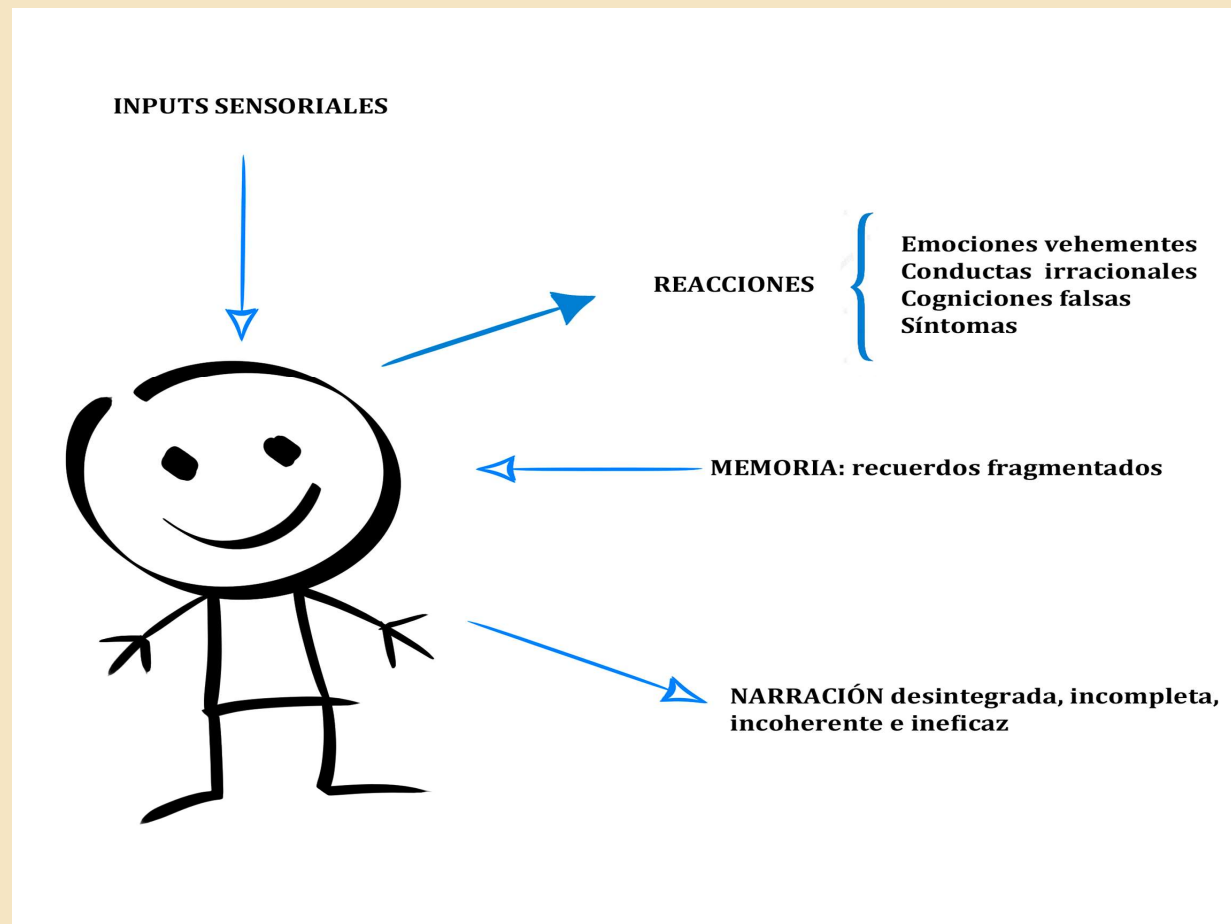 INPUTS SENSORIALES
REACCIONES
Emociones vehementes
Conductas irracionales
Cogniciones falsas
Síntomas
MEMORIA: recuerdos fragmentados
NARRACIÓN desintegrada, incompleta,
incoherente e ineficaz